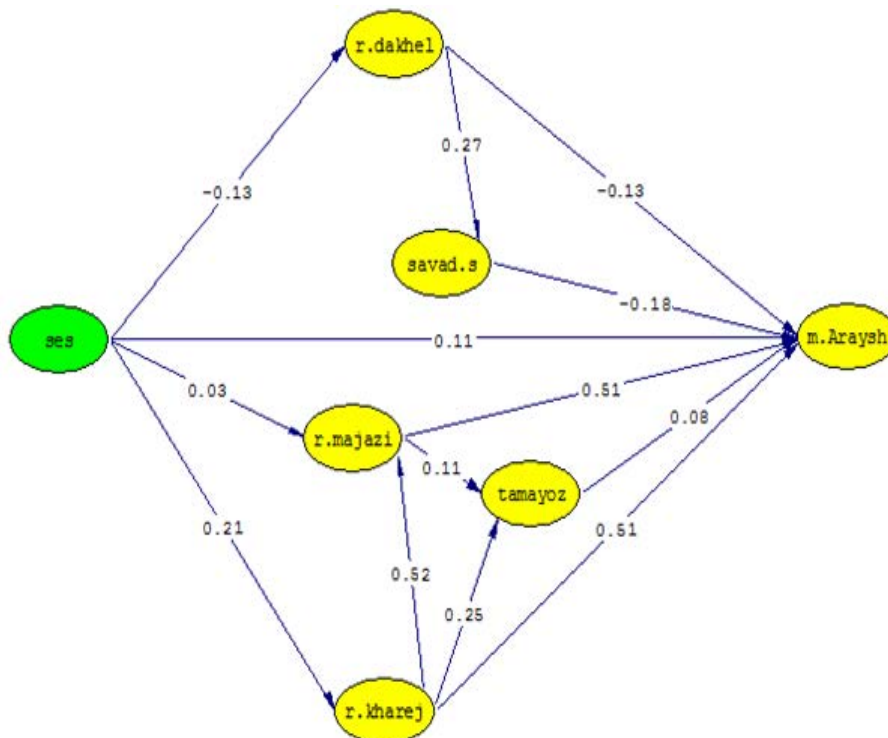 r.dakhel
0.27
-0.13
-0.13
savad.s
-0.18
ses
0.11
m.Araysh
0.03
0.51
r.majazi
0.08
0.11
tamayoz
0.21
0.51
0.52
0.25
r.kharej